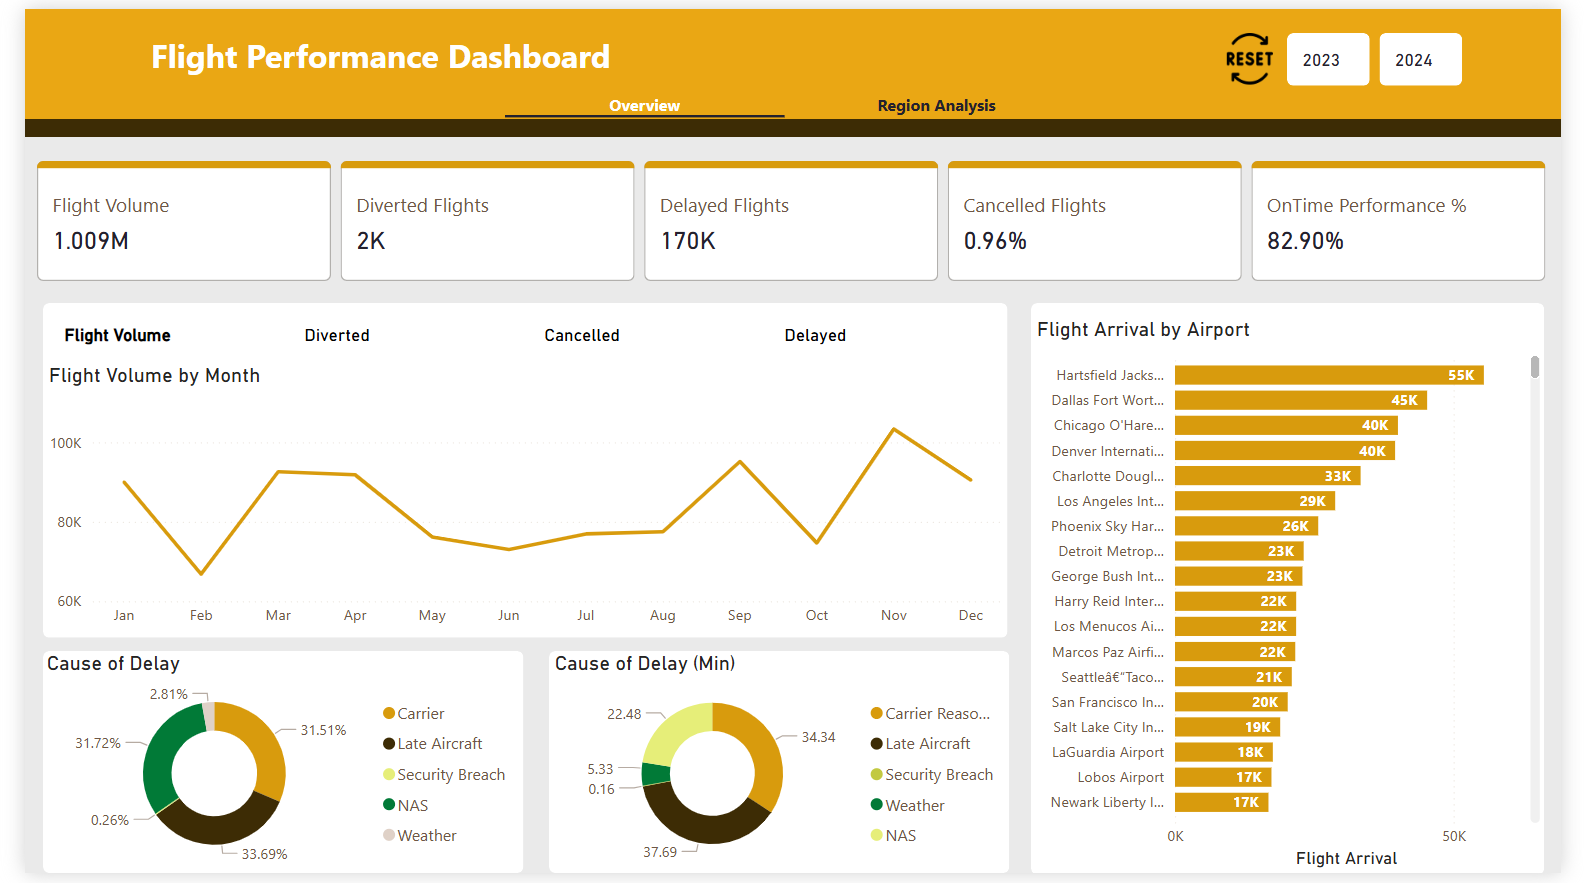 Flight Performance Dashboard
RESET
2023
2024
Overview
Region Analysis
Flight Volume
1.009M
Diverted Flights
2K
Delayed Flights
170K
Cancelled Flights
0.96%
OnTime Performance %
82.90%
Flight Volume
Diverted
Cancelled
Delayed
Flight Volume by Month
100K
80K
60K
Jan
Feb
Mar
Apr
May
Jun
Jul
Aug
Sep
Oct
Nov
Dec
Cause of Delay
2.81%
31.51%
31.72%
0.26%
33.69%
Carrier
Late Aircraft
Security Breach
NAS
Weather
Cause of Delay (Min)
22.48
34.34
5.33
0.16
37.69
Carrier Reaso...
Late Aircraft
Security Breach
Weather
NAS
Flight Arrival by Airport
Hartsfield Jacks... 55K
Dallas Fort Wort... 45K
Chicago O'Hare... 40K
Denver Internati... 40K
Charlotte Dougl... 33K
Los Angeles Int... 29K
Phoenix Sky Har... 26K
Detroit Metrop... 23K
George Bush Int... 23K
Harry Reid Inter... 22K
Los Menucos Ai... 22K
Marcos Paz Airfi... 22K
Seattleâ€“Taco... 21K
San Francisco In... 20K
Salt Lake City In... 19K
LaGuardia Airport 18K
Lobos Airport 17K
Newark Liberty I... 17K
0K
50K
Flight Arrival